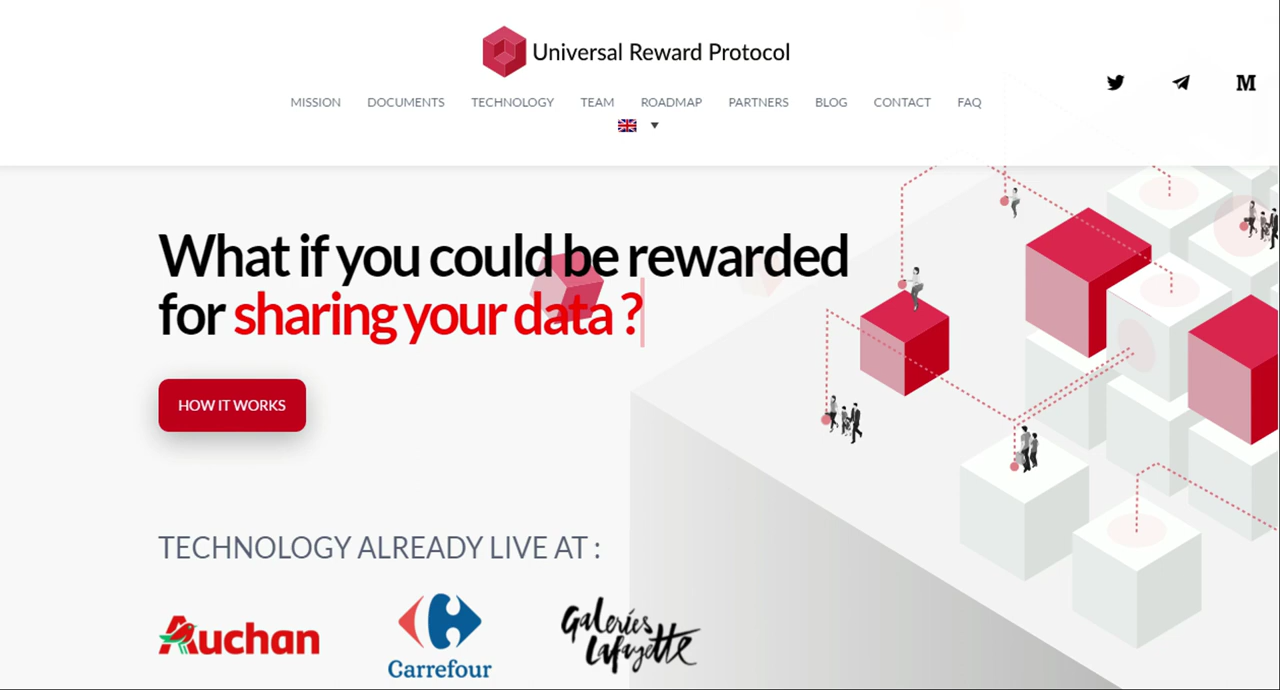 Universal Reward Protocol
MISSION DOCUMENTS TECHNOLOGY TEAM ROADMAP PARTNERS BLOG CONTACT FAQ
M
What if you could be rewarded
for sharing your data ?
HOW IT WORKS
TECHNOLOGY ALREADY LIVE AT :
Auchan
Carrefour
Galeries
Lafayette